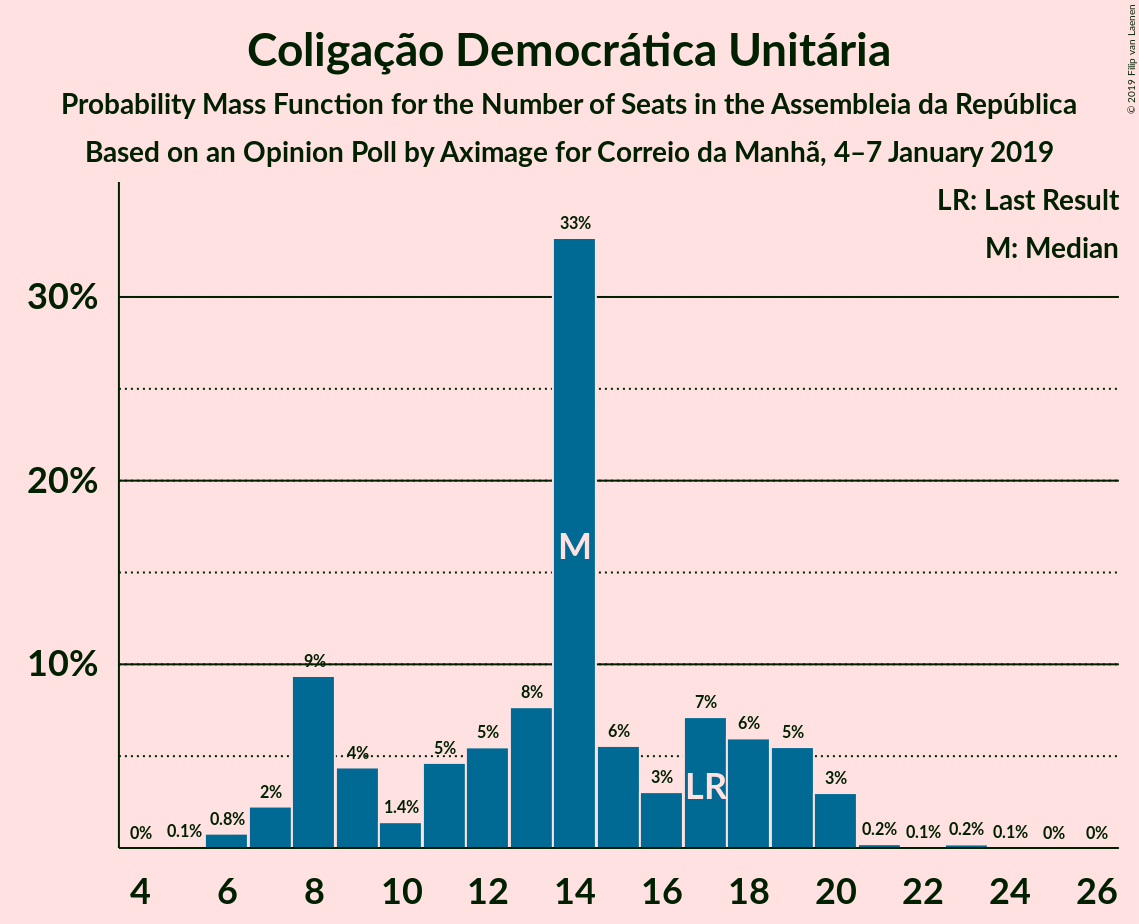 Coligação Democrática Unitária
Probability Mass Function for the Number of Seats in the Assembleia da República
Based on an Opinion Poll by Aximage for Correio da Manhã, 4–7 January 2019
© 2019 Filip van Laenen
LR: Last Result
M: Median
30%
20%
10%
0%
0.1%
0.8%
2%
9%
4%
1.4%
5%
5%
8%
33%
6%
3%
7%
6%
5%
3%
0.2%
0.1%
0.2%
0.1%
0%
0%
M
LR
4 6 8 10 12 14 16 18 20 22 24 26